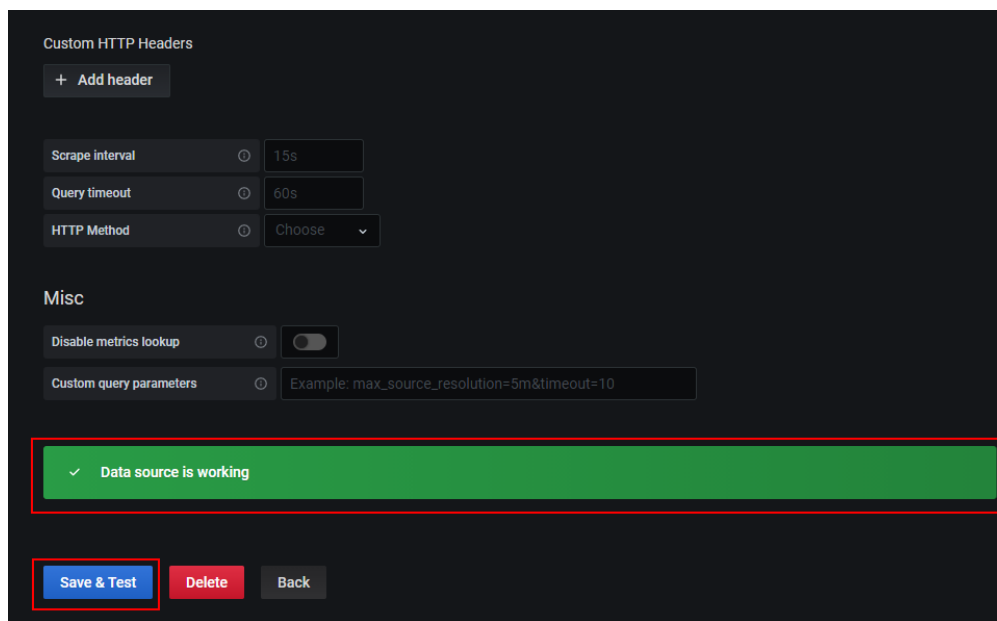 Custom HTTP Headers
+ Add header
Scrape interval 15s
Query timeout 60s
HTTP Method Choose
Misc
Disable metrics lookup
Custom query parameters Example: max_source_resolution=5m&timeout=10
Data source is working
Save & Test Delete Back